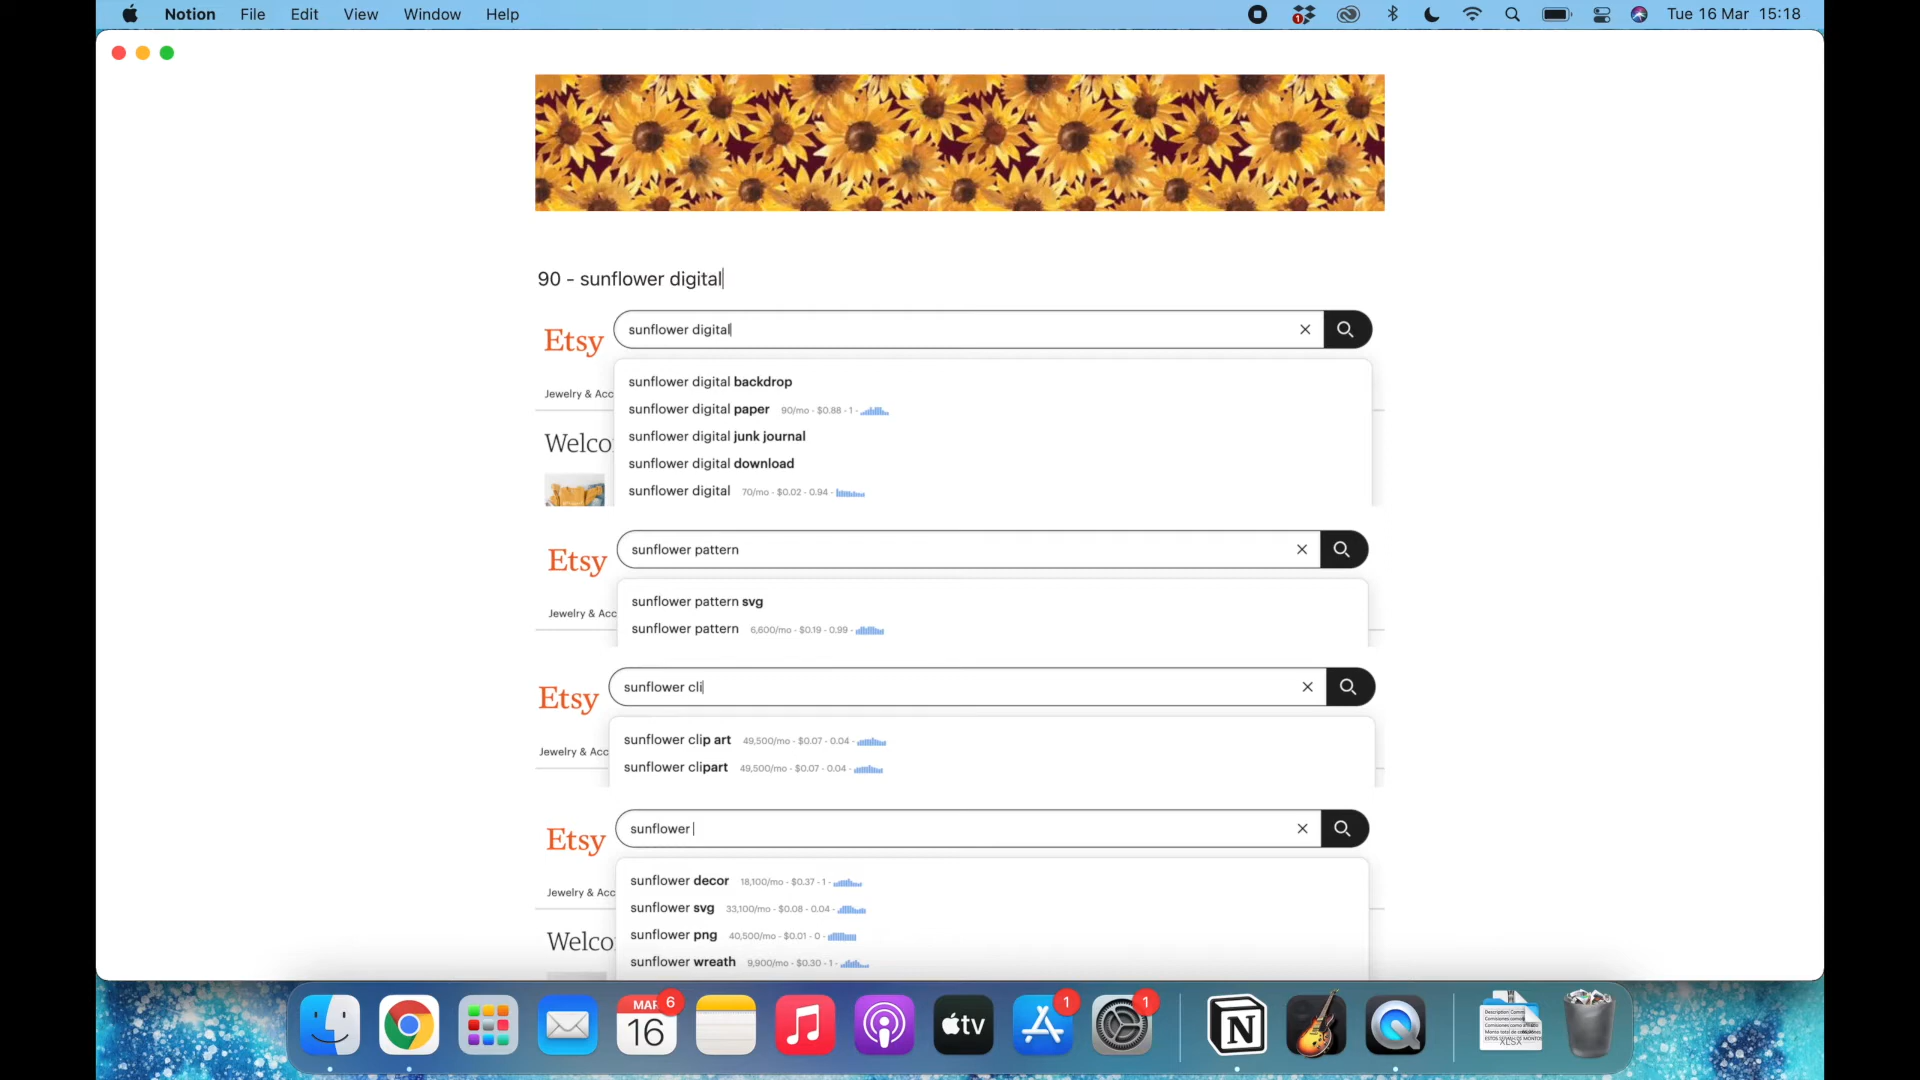 Notion File Edit View Window Help
1
Tue 16 Mar 15:18
90 - sunflower digital
Etsy
sunflower digital
Jewelry & Acc
sunflower digital backdrop
sunflower digital paper 90/mo - $0.88 - 1 -
Welco
sunflower digital junk journal
sunflower digital download
sunflower digital 70/mo - $0.02 - 0.94 -
Etsy
sunflower pattern
Jewelry & Acc
sunflower pattern svg
sunflower pattern 6,600/mo - $0.19 - 0.99 -
Etsy
sunflower cli
Jewelry & Acc
sunflower clip art 49,500/mo - $0.07 - 0.04 -
sunflower clipart 49,500/mo - $0.07 - 0.04 -
Etsy
sunflower
Jewelry & Acc
sunflower decor 18,100/mo - $0.37 - 1 -
sunflower svg 33,100/mo - $0.08 - 0.04 -
sunflower png 40,500/mo - $0.01 - 0 -
Welco
sunflower wreath 9,900/mo - $0.30 - 1 -
MAR
6
16
tv
1
1
N
XLSX